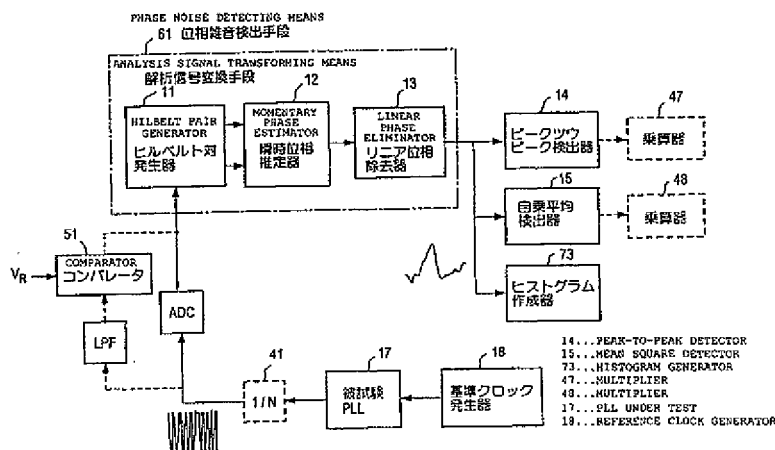 PHASE NOISE DETECTING MEANS
61 位相雑音検出手段
ANALYSIS SIGNAL TRANSFORMING MEANS
解析信号変換手段
11
HILBELT PAIR
GENERATOR
ヒルベルト対
発生器
12
MOMENTARY
PHASE
ESTIMATOR
瞬時位相
推定器
13
LINEAR
PHASE
ELIMINATOR
リニア位相
除去器
14
ピークツウ
ピーク検出器
47
乗算器
15
自乗平均
検出器
48
乗算器
73
ヒストグラム
作成器
51
COMPARATOR
コンパレータ
VR
ADC
LPF
41
1/N
17
被試験
PLL
18
基準クロック
発生器
14...PEAK-TO-PEAK DETECTOR
15...MEAN SQUARE DETECTOR
73...HISTOGRAM GENERATOR
47...MULTIPLIER
48...MULTIPLIER
17...PLL UNDER TEST
18...REFERENCE CLOCK GENERATOR